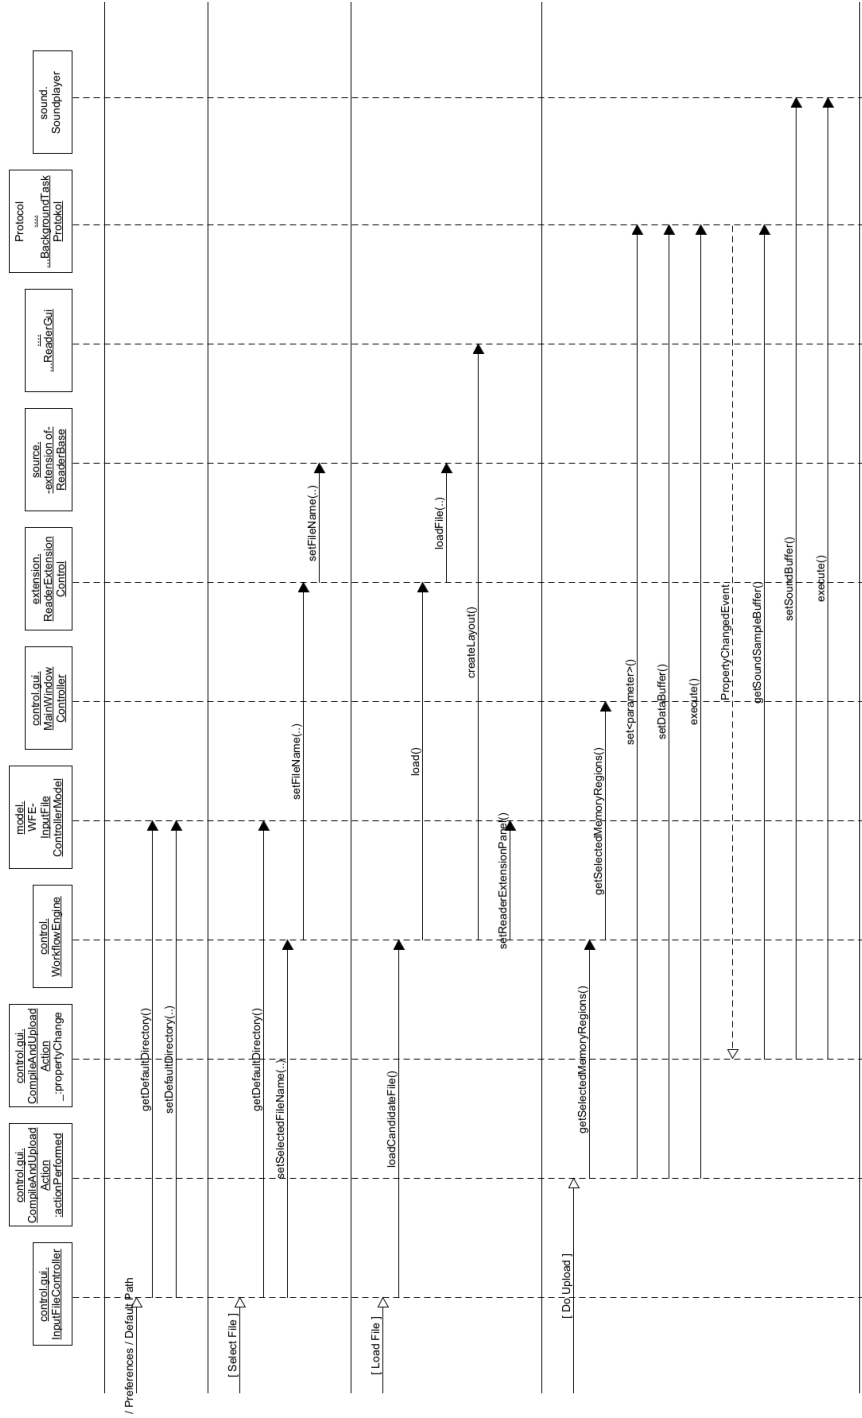 control.gui.
InputFileController
control.gui.
CompileAndUpload
Action
:actionPerformed
control.gui.
CompileAndUpload
Action
_:propertyChange
control.
WorkflowEngine
model.
WFE-
InputFile
ControllerModel
control.gui.
MainWindow
Controller
extension.
ReaderExtension
Control
source.
-extension of-
ReaderBase
....
...ReaderGui
Protocol
....
...BackgroundTask
Protokol
sound.
Soundplayer
/ Preferences / Default Path
getDefaultDirectory()
setDefaultDirectory(..)
[ Select File ]
getDefaultDirectory()
setSelectedFileName(..)
setFileName(..)
setFileName(..)
[ Load File ]
loadCandidateFile()
load()
loadFile(..)
createLayout()
setReaderExtensionPanel()
[ Do Upload ]
getSelectedMemoryRegions()
getSelectedMemoryRegions()
set<parameter>()
setDataBuffer()
execute()
PropertyChangedEvent
getSoundSampleBuffer()
setSoundBuffer()
execute()